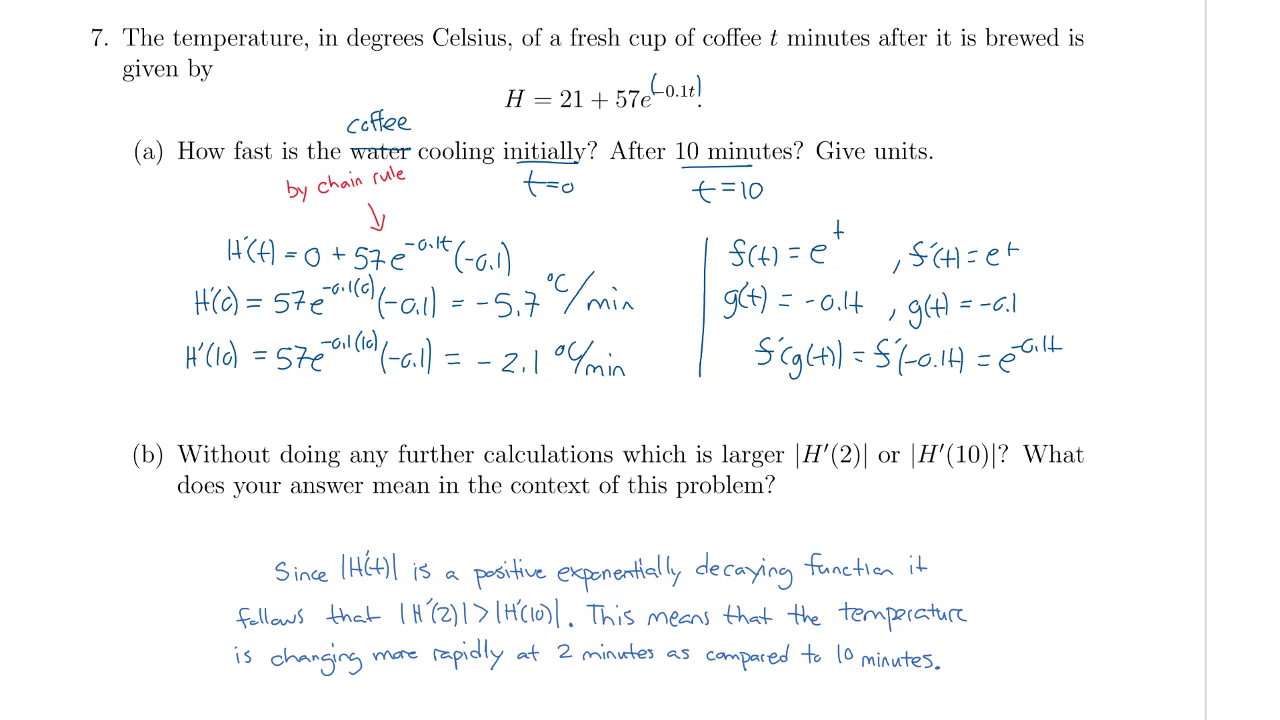 7. The temperature, in degrees Celsius, of a fresh cup of coffee t minutes after it is brewed is
given by
H = 21 + 57e^(-0.1t).
coffee
(a) How fast is the water cooling initially? After 10 minutes? Give units.
by chain rule
t=0
t=10
H'(t) = 0 + 57e^-0.1t (-0.1)
H'(0) = 57e^-0.1(0) (-0.1) = -5.7 °C/min
H'(10) = 57e^-0.1(10) (-0.1) = -2.1 °C/min
f(t) = e^t , f'(t) = e^t
g(t) = -0.1t , g(t) = -0.1
f'(g(t)) = f'(-0.1t) = e^-0.1t
(b) Without doing any further calculations which is larger |H′(2)| or |H′(10)|? What
does your answer mean in the context of this problem?
Since |H'(t)| is a positive exponentially decaying function it
follows that |H'(2)| > |H'(10)|. This means that the temperature
is changing more rapidly at 2 minutes as compared to 10 minutes.